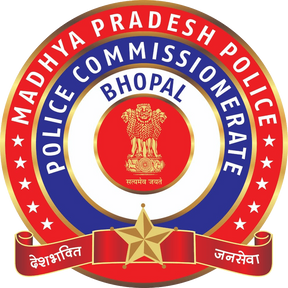 MADHYA PRADESH POLICE
POLICE COMMISSIONERATE
BHOPAL
सत्यमेव जयते
देशभक्ति
जनसेवा